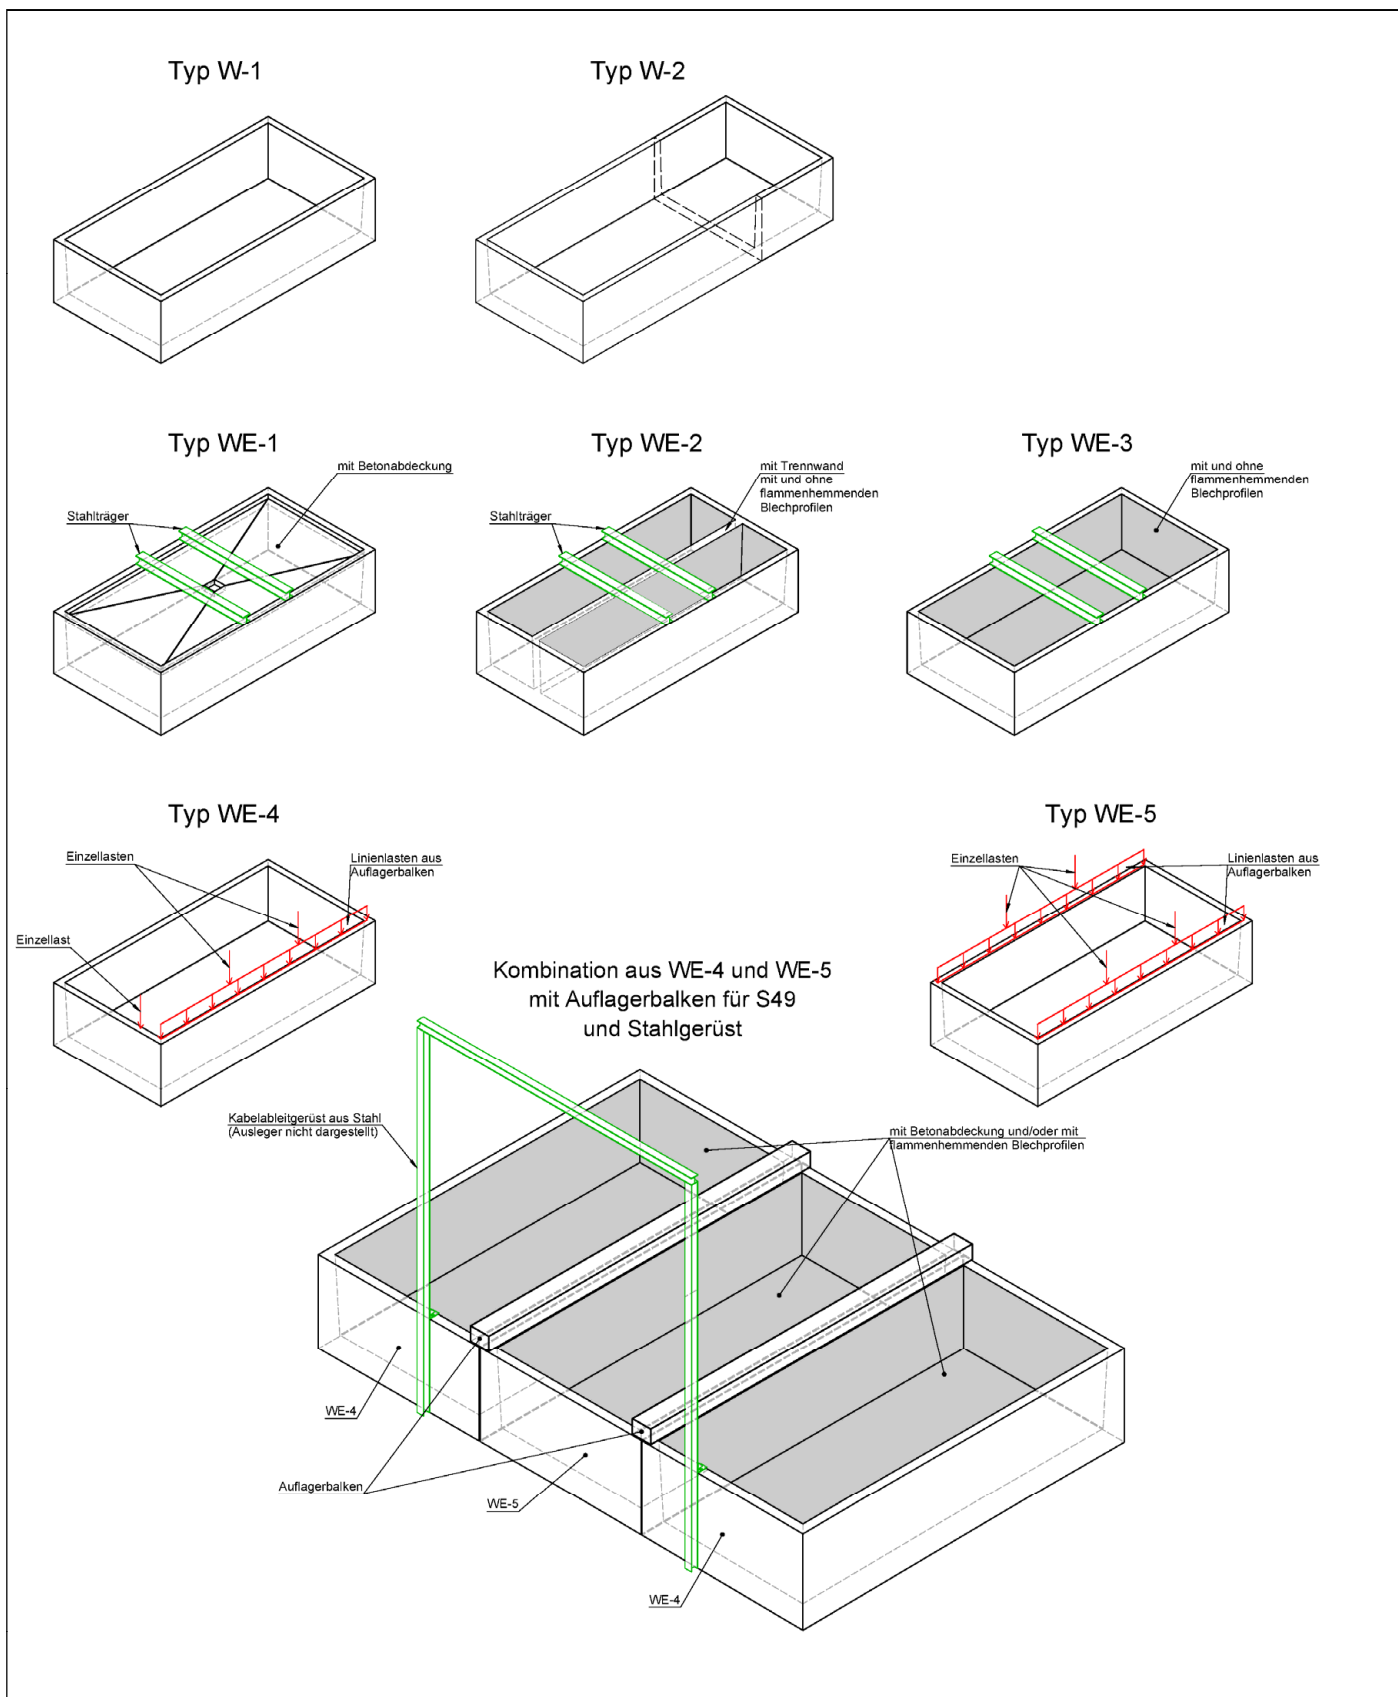 Typ W-1
Typ W-2
Typ WE-1
Typ WE-2
Typ WE-3
mit Betonabdeckung
Stahlträger
mit Trennwand
mit und ohne
flammenhemmenden
Blechprofilen
Stahlträger
mit und ohne
flammenhemmenden
Blechprofilen
Typ WE-4
Typ WE-5
Einzellasten
Linienlasten aus
Auflagerbalken
Einzellast
Einzellasten
Linienlasten aus
Auflagerbalken
Kombination aus WE-4 und WE-5
mit Auflagerbalken für S49
und Stahlgerüst
Kabelableitgerüst aus Stahl
(Ausleger nicht dargestellt)
mit Betonabdeckung und/oder mit
flammenhemmenden Blechprofilen
WE-4
Auflagerbalken
WE-5
WE-4